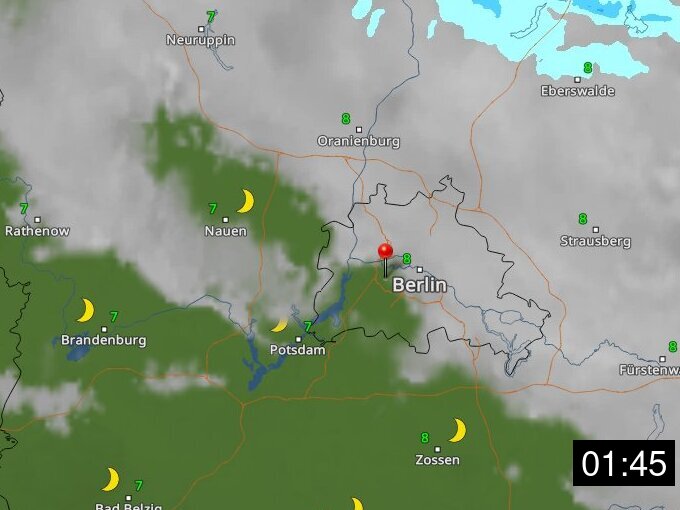 7
Neuruppin
8
Eberswalde
8
Oranienburg
7
Rathenow
7
Nauen
8
Strausberg
8
Berlin
7
Brandenburg
7
Potsdam
8
Fürstenwa
8
Zossen
01:45
7
Bad Belzig